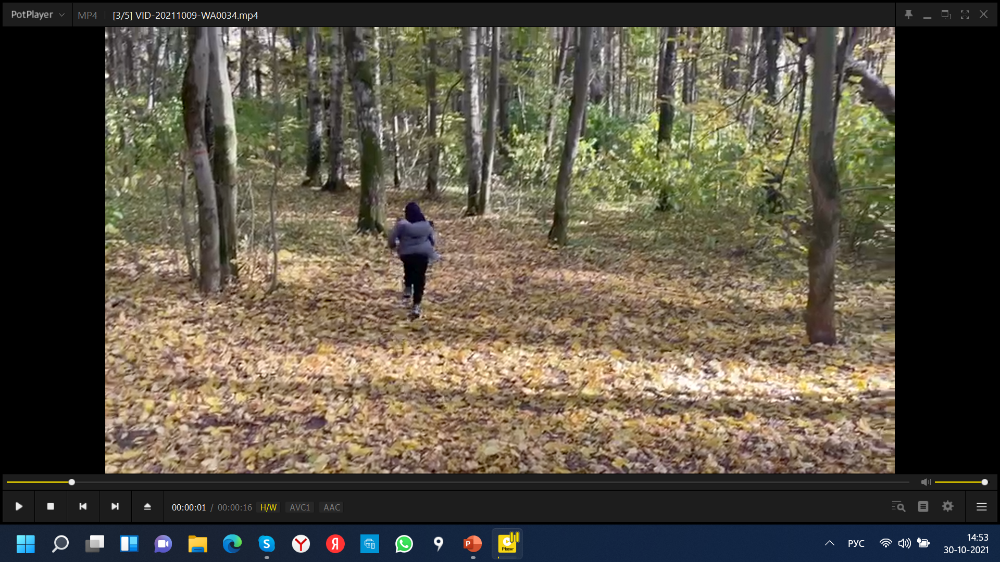 PotPlayer MP4 [3/5] VID-20211009-WA0034.mp4
00:00:01 / 00:00:16 H/W AVC1 AAC
S Y Я P Player РУС 14:53
30-10-2021